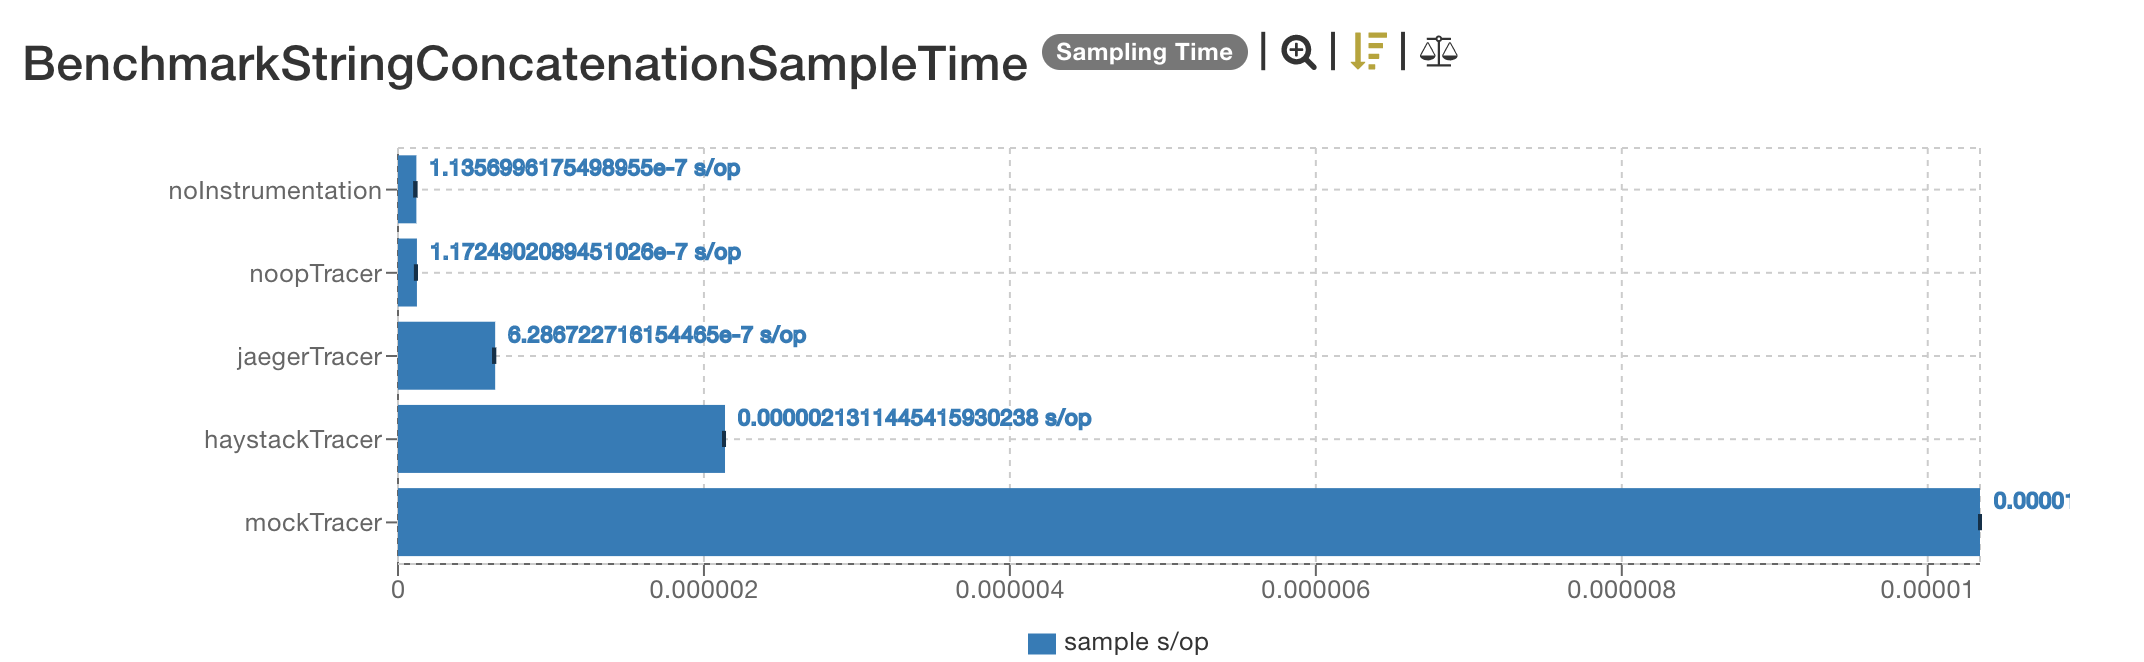 BenchmarkStringConcatenationSampleTime Sampling Time
noInstrumentation 1.1356996175498955e-7 s/op
noopTracer 1.1724902089451026e-7 s/op
jaegerTracer 6.286722716154465e-7 s/op
haystackTracer 0.0000021311445415930238 s/op
mockTracer 0.00001
0 0.000002 0.000004 0.000006 0.000008 0.00001
sample s/op